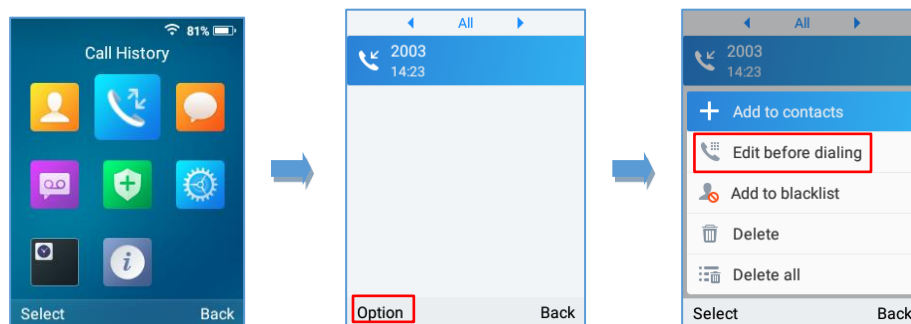 81%
Call History
Select Back
All
2003
14:23
Option Back
All
2003
14:23
Add to contacts
Edit before dialing
Add to blacklist
Delete
Delete all
Select Back